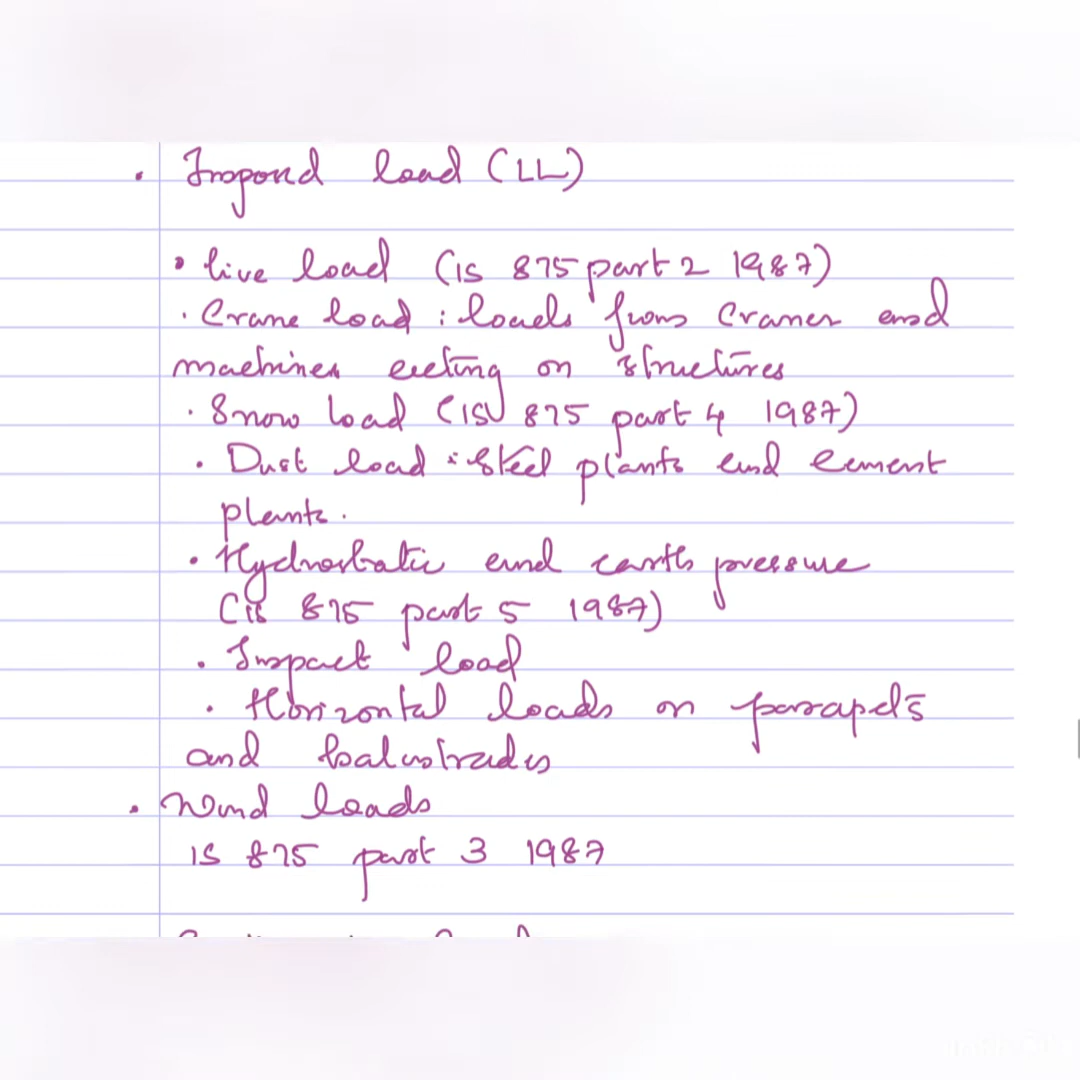 · Imposed load (LL)
· live load (is 875 part 2 1987)
· Crane load : loads from cranes and
machines acting on structures
· Snow load (IS 875 part 4 1987)
· Dust load : steel plants and cement
plants.
· Hydrostatic and earth pressure
(is 875 part 5 1987)
· Impact load
· Horizontal loads on parapets
and balustrades
· Wind loads
is 875 part 3 1987